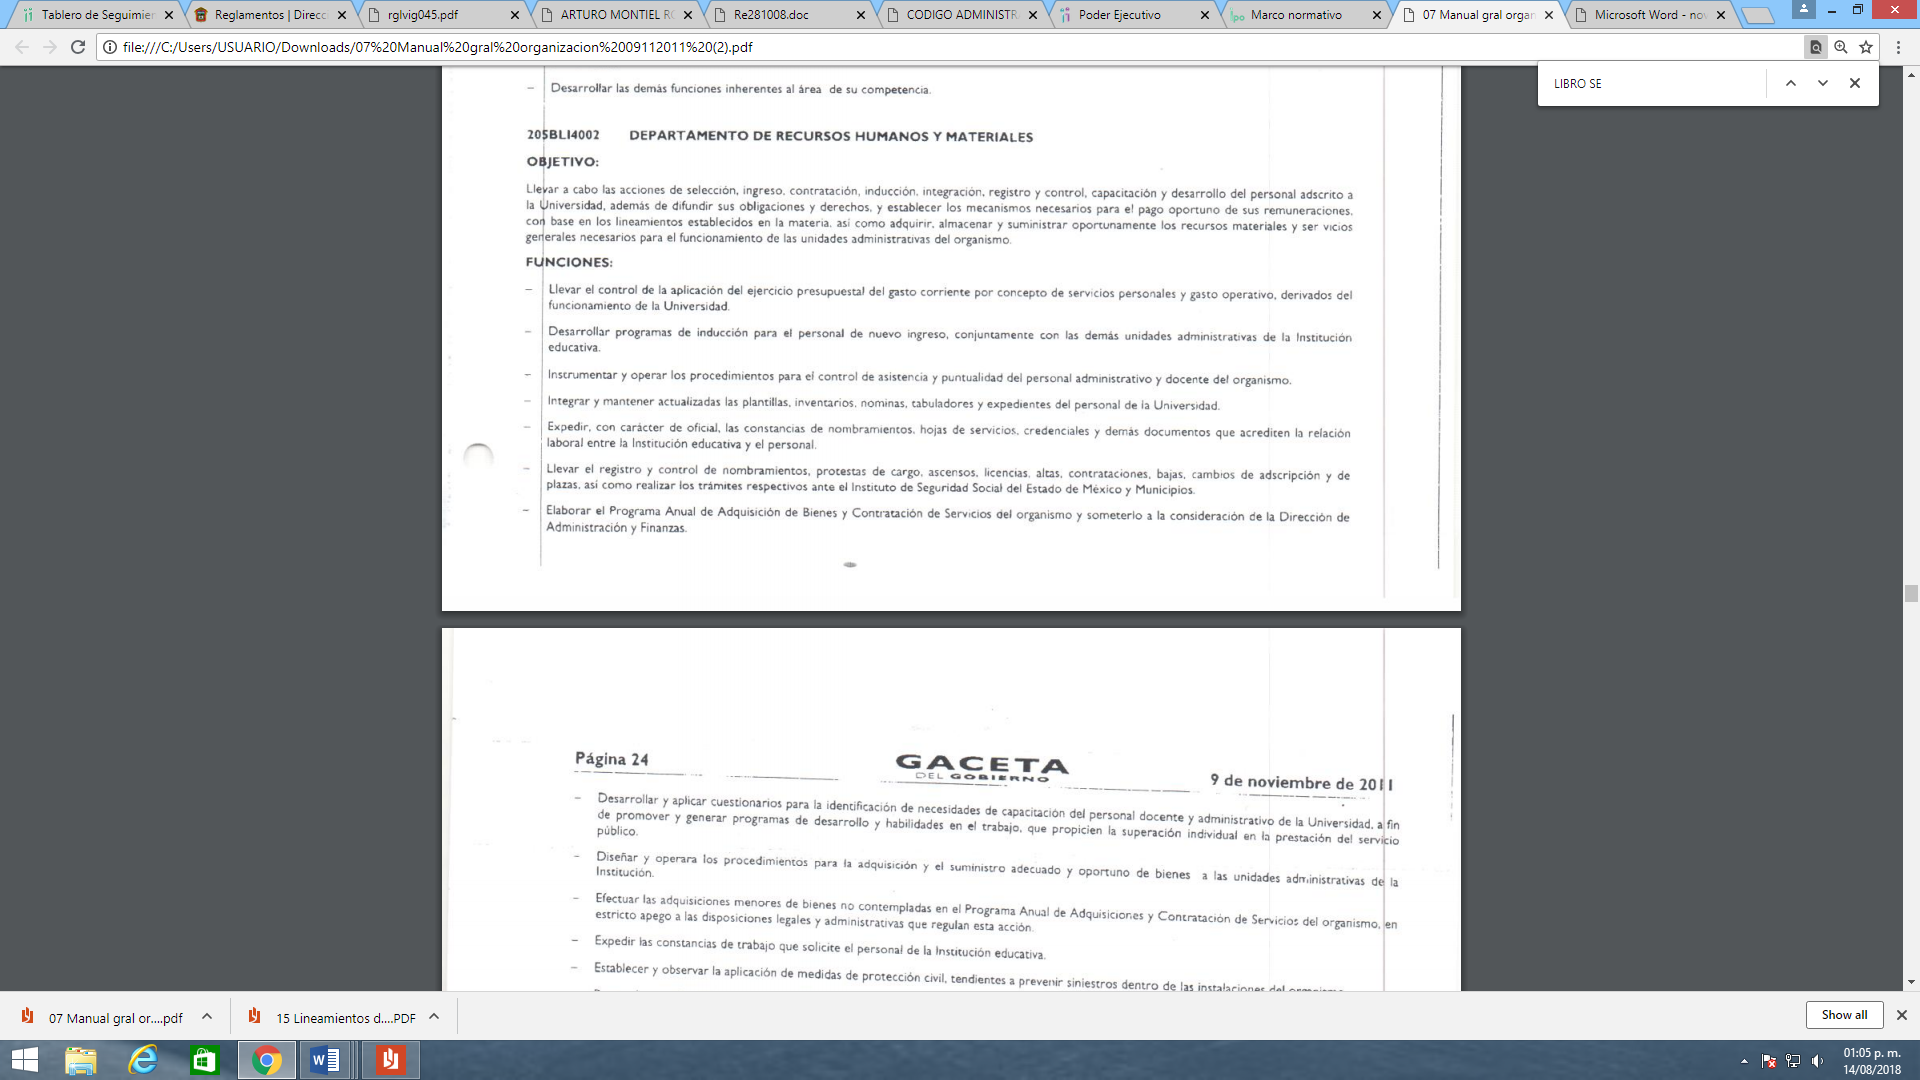 Tablero de Seguimien
Reglamentos | Direcc
rglvig045.pdf
ARTURO MONTIEL RO
Re281008.doc
CODIGO ADMINISTRA
Poder Ejecutivo
Marco normativo
07 Manual gral organ
Microsoft Word - nov
file:///C:/Users/USUARIO/Downloads/07%20Manual%20gral%20organizacion%2009112011%20(2).pdf
LIBRO SE
– Desarrollar las demás funciones inherentes al área de su competencia.
205BL14002 DEPARTAMENTO DE RECURSOS HUMANOS Y MATERIALES
OBJETIVO:
Llevar a cabo las acciones de selección, ingreso, contratación, inducción, integración, registro y control, capacitación y desarrollo del personal adscrito a
la Universidad, además de difundir sus obligaciones y derechos, y establecer los mecanismos necesarios para el pago oportuno de sus remuneraciones,
con base en los lineamientos establecidos en la materia, asi como adquirir, almacenar y suministrar oportunamente los recursos materiales y ser vicios
generales necesarios para el funcionamiento de las unidades administrativas del organismo.
FUNCIONES:
– Llevar el control de la aplicación del ejercicio presupuestal del gasto corriente por concepto de servicios personales y gasto operativo, derivados del
funcionamiento de la Universidad.
– Desarrollar programas de inducción para el personal de nuevo ingreso, conjuntamente con las demás unidades administrativas de la Institución
educativa.
– Instrumentar y operar los procedimientos para el control de asistencia y puntualidad del personal administrativo y docente del organismo.
– Integrar y mantener actualizadas las plantillas, inventarios, nominas, tabuladores y expedientes del personal de la Universidad.
– Expedir, con carácter de oficial, las constancias de nombramientos, hojas de servicios, credenciales y demás documentos que acrediten la relación
laboral entre la Institución educativa y el personal.
– Llevar el registro y control de nombramientos, protestas de cargo, ascensos, licencias, altas, contrataciones, bajas, cambios de adscripción y de
plazas, asi como realizar los trámites respectivos ante el Instituto de Seguridad Social del Estado de México y Municipios.
– Elaborar el Programa Anual de Adquisición de Bienes y Contratación de Servicios del organismo y someterlo a la consideración de la Dirección de
Administración y Finanzas.
Página 24
GACETA
DEL GOBIERNO
9 de noviembre de 2011
– Desarrollar y aplicar cuestionarios para la identificación de necesidades de capacitación del personal docente y administrativo de la Universidad, a fin
de promover y generar programas de desarrollo y habilidades en el trabajo, que propicien la superación individual en la prestación del servicio
público.
– Diseñar y operara los procedimientos para la adquisición y el suministro adecuado y oportuno de bienes a las unidades administrativas de la
Institución.
– Efectuar las adquisiciones menores de bienes no contempladas en el Programa Anual de Adquisiciones y Contratación de Servicios del organismo, en
estricto apego a las disposiciones legales y administrativas que regulan esta acción.
– Expedir las constancias de trabajo que solicite el personal de la Institución educativa.
– Establecer y observar la aplicación de medidas de protección civil, tendientes a prevenir siniestros dentro de las instalaciones del organismo.
07 Manual gral or....pdf
15 Lineamientos d....PDF
Show all
01:05 p. m.
14/08/2018